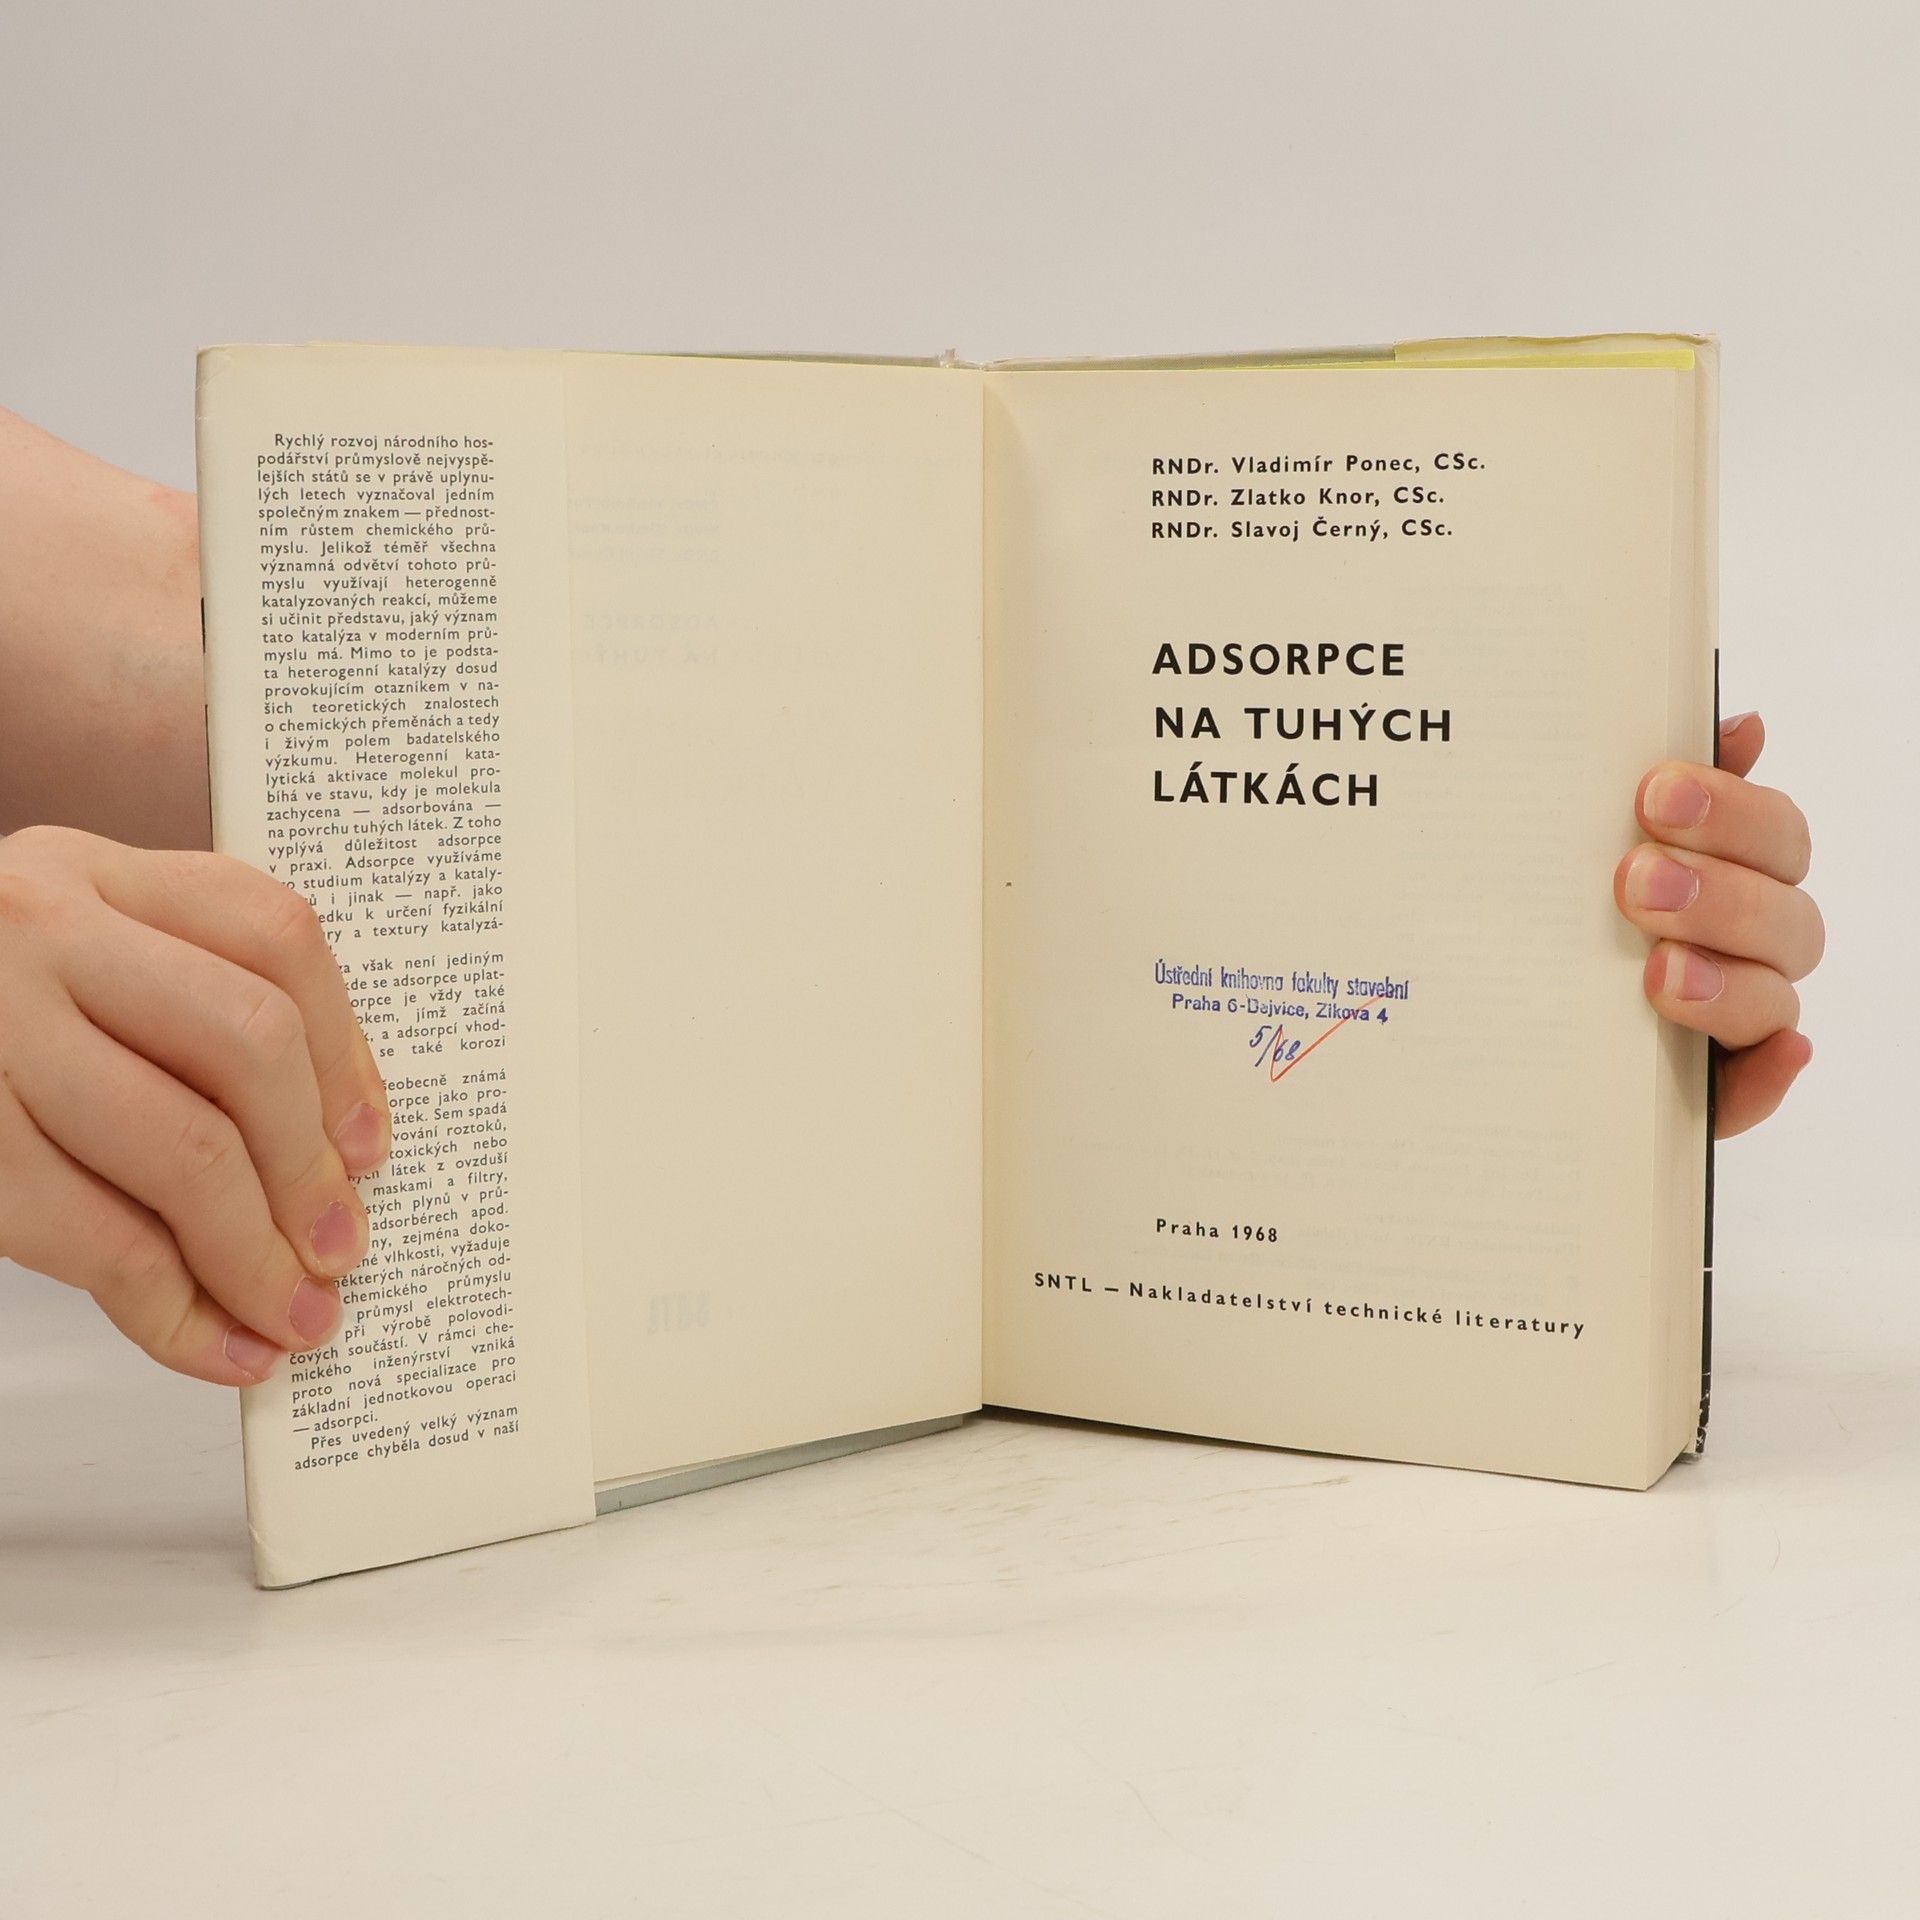 Rychlý rozvoj národního hos-
podářství průmyslově nejvyspě-
lejších států se v právě uplynu-
lých letech vyznačoval jedním
společným znakem — přednost-
ním růstem chemického prů-
myslu. Jelikož téměř všechna
významná odvětví tohoto prů-
myslu využívají heterogenně
katalyzovaných reakcí, můžeme
si učinit představu, jaký význam
tato katalýza v moderním prů-
myslu má. Mimo to je podsta-
ta heterogenní katalýzy dosud
provokujícím otazníkem v na-
šich teoretických znalostech
o chemických přeměnách a tedy
i živým polem badatelského
výzkumu. Heterogenní kata-
lytická aktivace molekul pro-
bíhá ve stavu, kdy je molekula
zachycena — adsorbována —
na povrchu tuhých látek. Z toho
vyplývá důležitost adsorpce
v praxi. Adsorpce využíváme
studium katalýzy a kataly-
i jinak — např. jako
k určení fyzikální
a textury katalyzá-
však není jediným
kde se adsorpce uplat-
je vždy také
jímž začíná
a adsorpcí vhod-
se také korozi
známá
jako pro-
látek. Sem spadá
roztoků,
toxických nebo
látek z ovzduší
maskami a filtry,
plynů v prů-
adsorbérech apod.
zejména doko-
vlhkosti, vyžaduje
některých náročných od-
chemického průmyslu
průmysl elektrotech-
při výrobě polovodi-
čových součástí. V rámci che-
mického inženýrství vzniká
proto nová specializace pro
základní jednotkovou operaci
— adsorpci.
Přes uvedený velký význam
adsorpce chyběla dosud v naší
RNDr. Vladimír Ponec, CSc.
RNDr. Zlatko Knor, CSc.
RNDr. Slavoj Černý, CSc.
ADSORPCE
NA TUHÝCH
LÁTKÁCH
Ústřední knihovna fakulty stavební
Praha 6-Dejvice, Zikova 4
5/68
Praha 1968
SNTL — Nakladatelství technické literatury